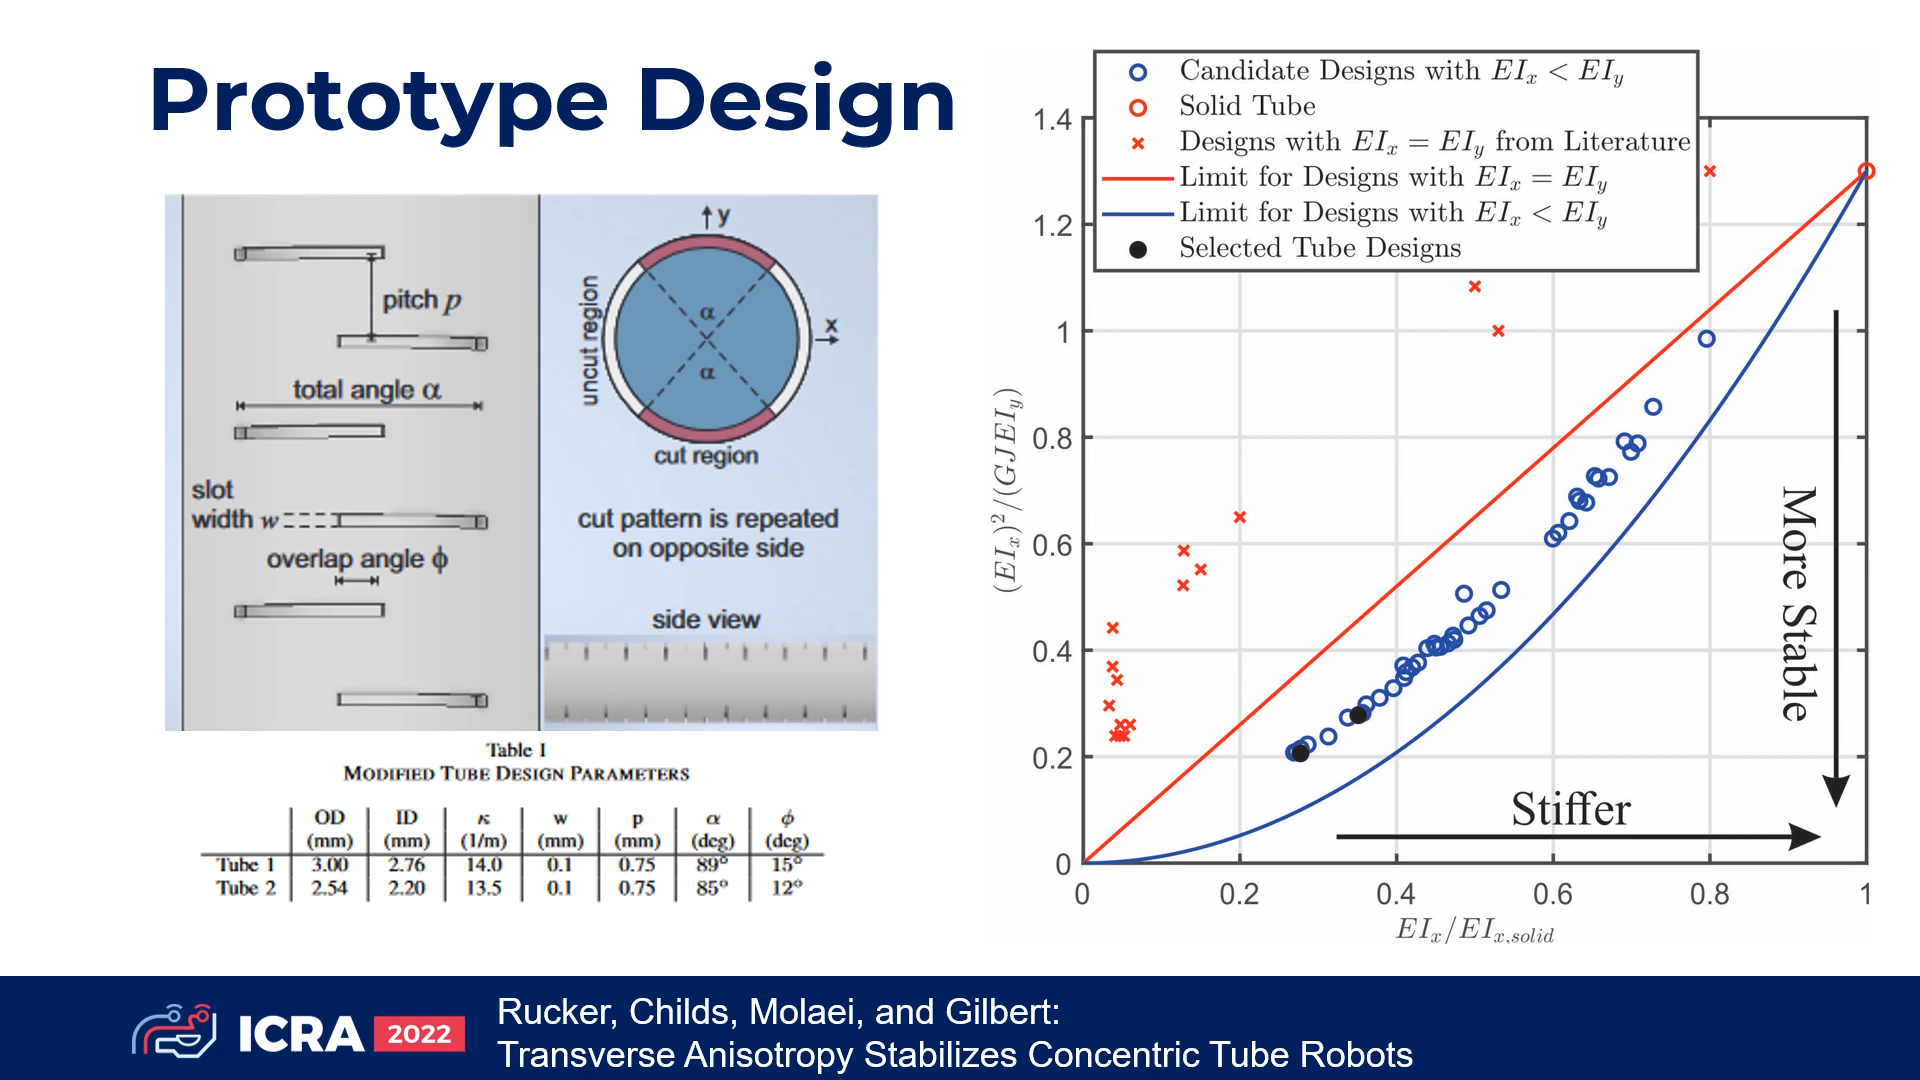 Prototype Design
pitch p
total angle α
slot
width w
overlap angle ϕ
y
x
α
α
uncut region
cut region
cut pattern is repeated
on opposite side
side view
Table I
MODIFIED TUBE DESIGN PARAMETERS
OD ID κ w p α ϕ
(mm) (mm) (1/m) (mm) (mm) (deg) (deg)
Tube 1 3.00 2.76 14.0 0.1 0.75 89° 15°
Tube 2 2.54 2.20 13.5 0.1 0.75 85° 12°
Candidate Designs with EIₓ < EIᵧ
Solid Tube
Designs with EIₓ = EIᵧ from Literature
Limit for Designs with EIₓ = EIᵧ
Limit for Designs with EIₓ < EIᵧ
Selected Tube Designs
1.4
1.2
1
0.8
0.6
0.4
0.2
0
(EIₓ)²/(GJEIᵧ)
More Stable
Stiffer
0 0.2 0.4 0.6 0.8 1
EIₓ/EIₓ,solid
ICRA 2022
Rucker, Childs, Molaei, and Gilbert:
Transverse Anisotropy Stabilizes Concentric Tube Robots